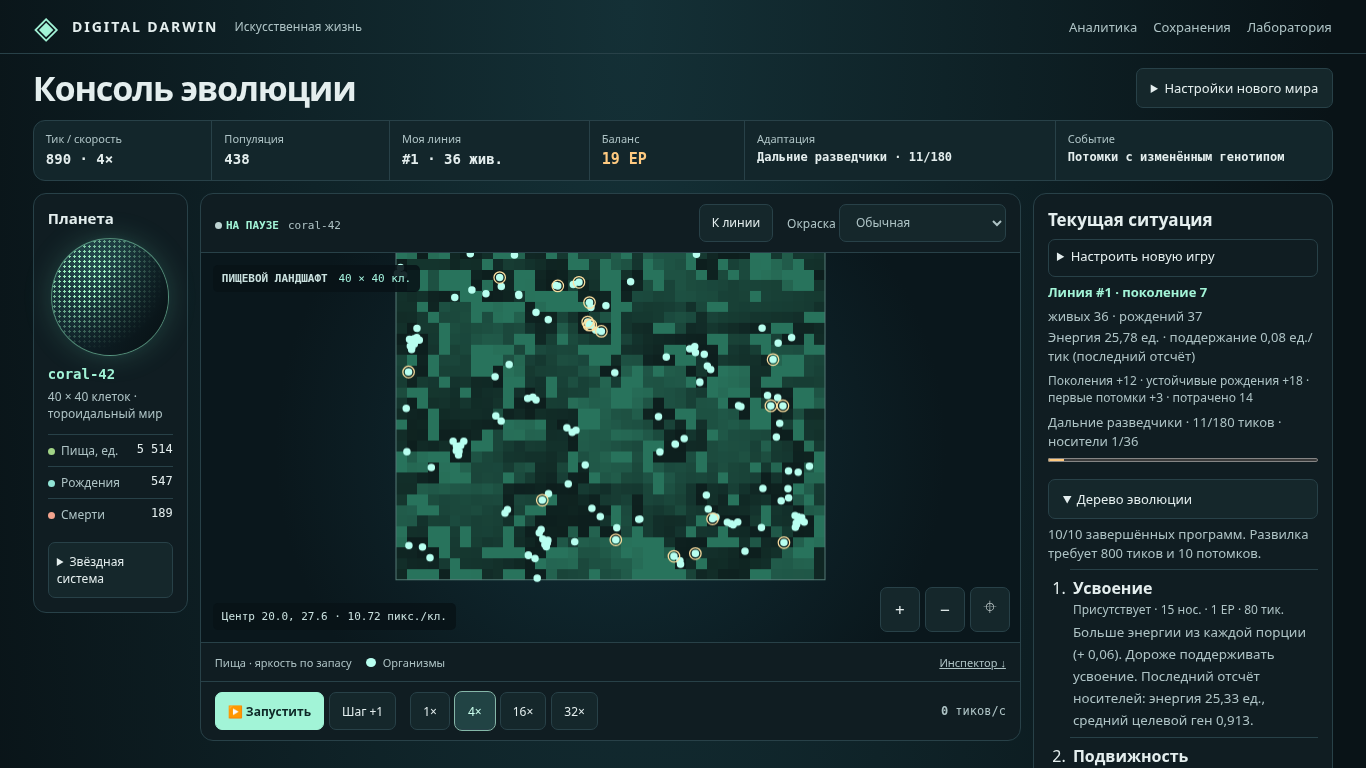 DIGITAL DARWIN Искусственная жизнь
Аналитика Сохранения Лаборатория
Консоль эволюции
Настройки нового мира
Тик / скорость
890 · 4×
Популяция
438
Моя линия
#1 · 36 жив.
Баланс
19 EP
Адаптация
Дальние разведчики · 11/180
Событие
Потомки с изменённым генотипом
Планета
coral-42
40 × 40 клеток ·
тороидальный мир
Пища, ед. 5 514
Рождения 547
Смерти 189
Звёздная
система
НА ПАУЗЕ coral-42
К линии
Окраска Обычная
ПИЩЕВОЙ ЛАНДШАФТ 40 × 40 кл.
Центр 20.0, 27.6 · 10.72 пикс./кл.
+ −
Пища · яркость по запасу Организмы
Инспектор ↓
Запустить Шаг +1 1× 4× 16× 32×
0 тиков/с
Текущая ситуация
Настроить новую игру
Линия #1 · поколение 7
живых 36 · рождений 37
Энергия 25,78 ед. · поддержание 0,08 ед./
тик (последний отсчёт)
Поколения +12 · устойчивые рождения +18 ·
первые потомки +3 · потрачено 14
Дальние разведчики · 11/180 тиков ·
носители 1/36
Дерево эволюции
10/10 завершённых программ. Развилка
требует 800 тиков и 10 потомков.
1. Усвоение
Присутствует · 15 нос. · 1 EP · 80 тик.
Больше энергии из каждой порции
(+ 0,06). Дороже поддерживать
усвоение. Последний отсчёт
носителей: энергия 25,33 ед.,
средний целевой ген 0,913.
2. Подвижность